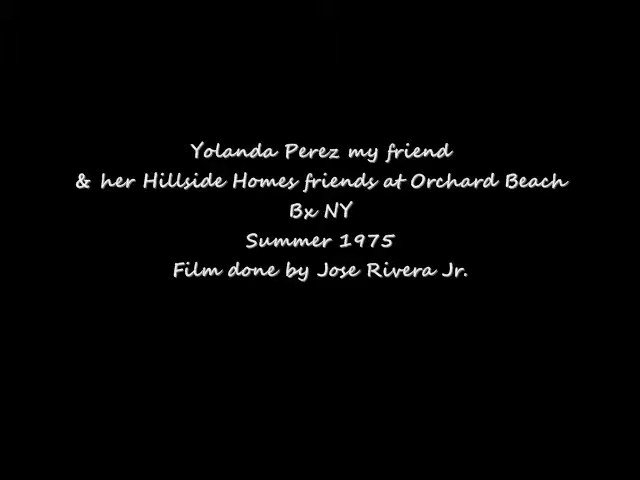 Yolanda Perez my friend
& her Hillside Homes friends at Orchard Beach
Bx NY
Summer 1975
Film done by Jose Rivera Jr.